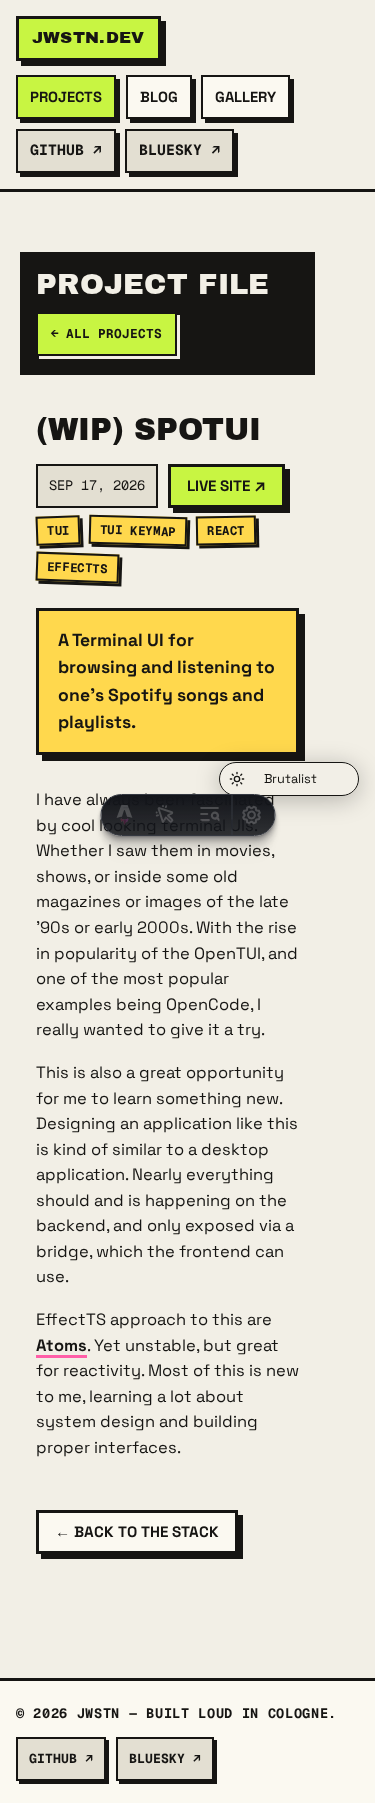 JWSTN.DEV
PROJECTS
BLOG
GALLERY
GITHUB ↗
BLUESKY ↗
PROJECT FILE
← ALL PROJECTS
(WIP) SPOTUI
SEP 17, 2026
LIVE SITE ↗
TUI
TUI KEYMAP
REACT
EFFECTTS
A Terminal UI for
browsing and listening to
one's Spotify songs and
playlists.
Brutalist
I have always
by cool looking terminal UIs.
Whether I saw them in movies,
shows, or inside some old
magazines or images of the late
'90s or early 2000s. With the rise
in popularity of the OpenTUI, and
one of the most popular
examples being OpenCode, I
really wanted to give it a try.
This is also a great opportunity
for me to learn something new.
Designing an application like this
is kind of similar to a desktop
application. Nearly everything
should and is happening on the
backend, and only exposed via a
bridge, which the frontend can
use.
EffectTS approach to this are
Atoms. Yet unstable, but great
for reactivity. Most of this is new
to me, learning a lot about
system design and building
proper interfaces.
← BACK TO THE STACK
© 2026 JWSTN — BUILT LOUD IN COLOGNE.
GITHUB ↗
BLUESKY ↗